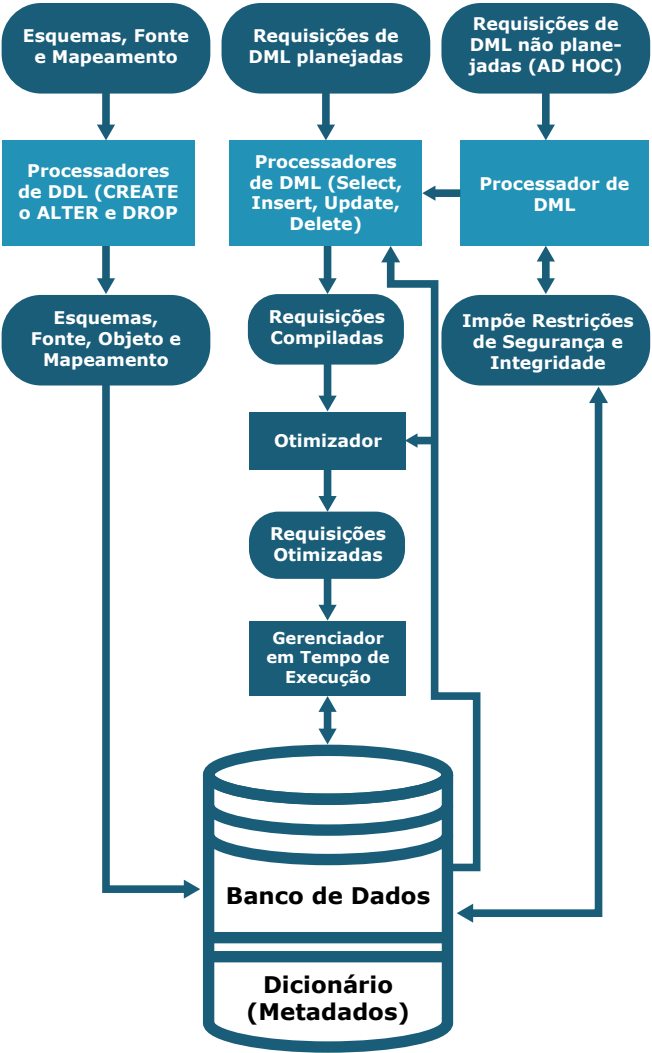 Esquemas, Fonte
e Mapeamento
Requisições de
DML planejadas
Requisições de
DML não plane-
jadas (AD HOC)
Processadores
de DDL (CREATE
o ALTER e DROP
Processadores
de DML (Select,
Insert, Update,
Delete)
Processador de
DML
Esquemas,
Fonte, Objeto e
Mapeamento
Requisições
Compiladas
Impõe Restrições
de Segurança e
Integridade
Otimizador
Requisições
Otimizadas
Gerenciador
em Tempo de
Execução
Banco de Dados
Dicionário
(Metadados)